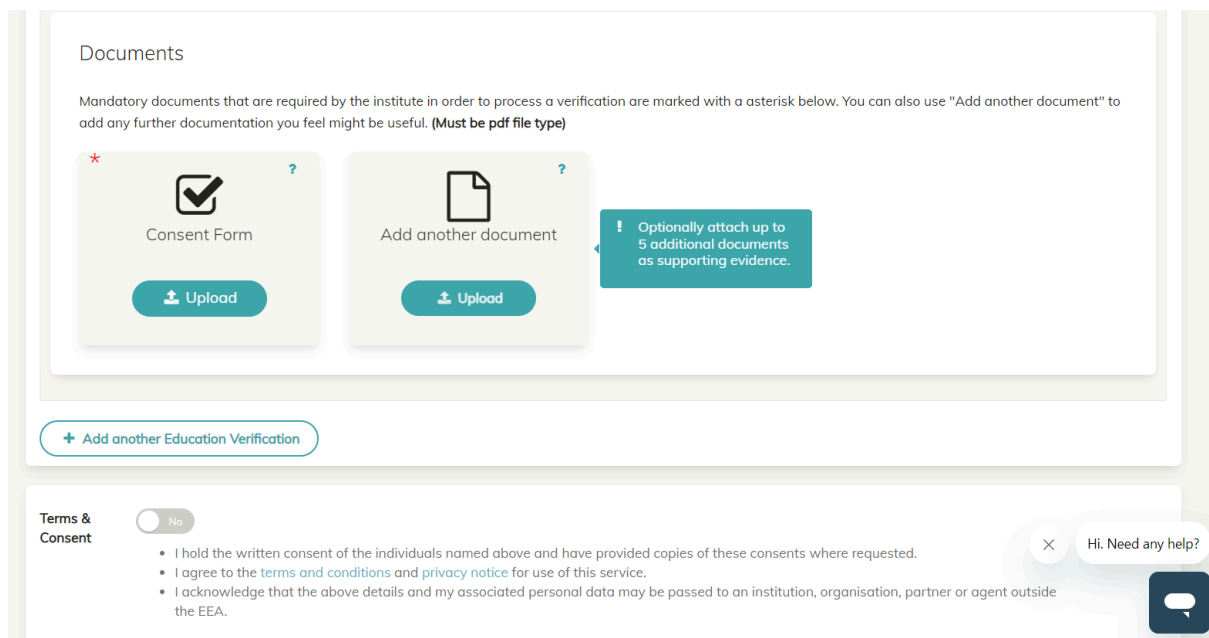 Documents
Mandatory documents that are required by the institute in order to process a verification are marked with a asterisk below. You can also use "Add another document" to
add any further documentation you feel might be useful. (Must be pdf file type)
* ?
Consent Form
Upload
?
Add another document
Upload
! Optionally attach up to
5 additional documents
as supporting evidence.
+ Add another Education Verification
Terms &
Consent
No
• I hold the written consent of the individuals named above and have provided copies of these consents where requested.
• I agree to the terms and conditions and privacy notice for use of this service.
• I acknowledge that the above details and my associated personal data may be passed to an institution, organisation, partner or agent outside
the EEA.
Hi. Need any help?